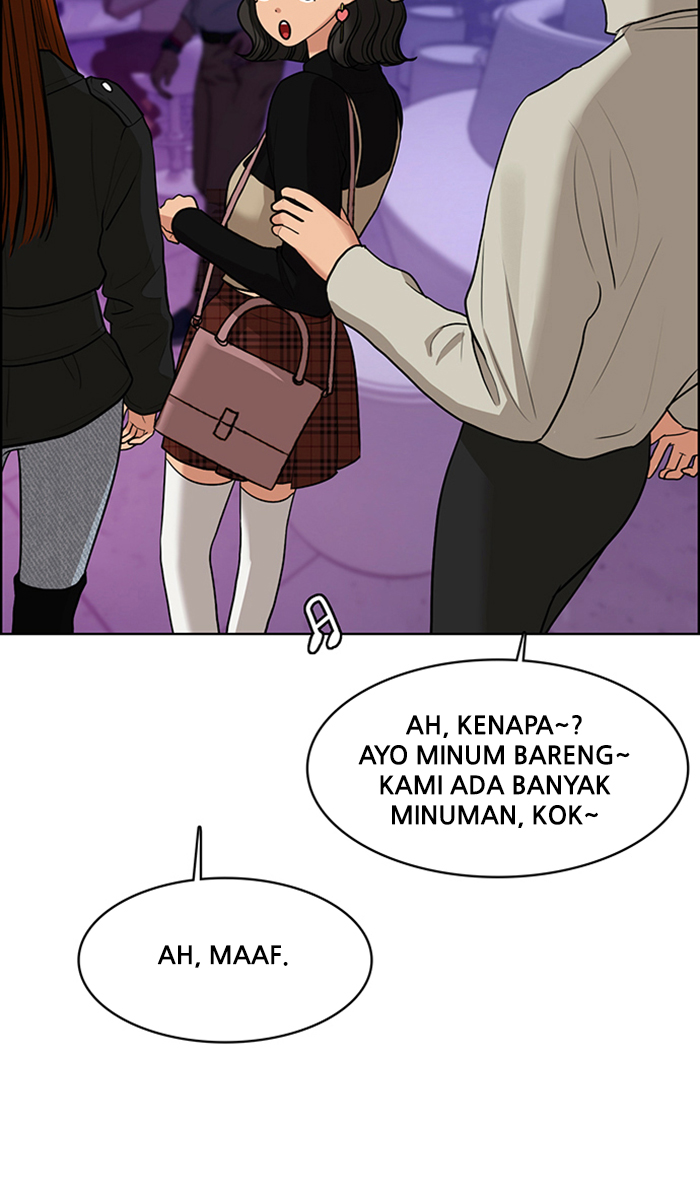 AH, KENAPA~?
AYO MINUM BARENG~
KAMI ADA BANYAK
MINUMAN, KOK~
AH, MAAF.